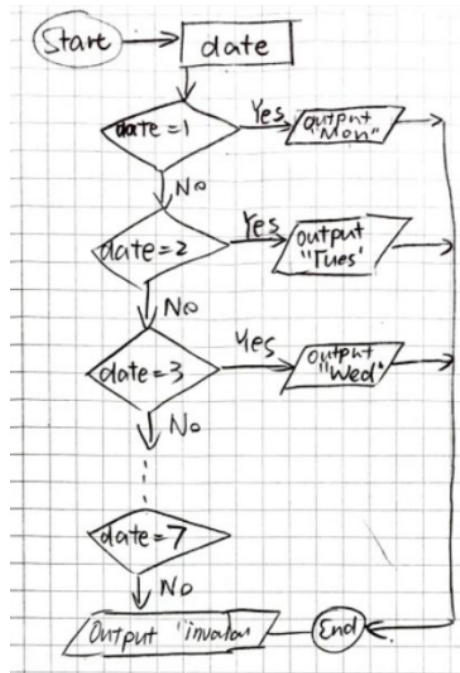 Start
date
date=1
Yes
output
"Mon"
No
date=2
Yes
output
"Tues'
No
date=3
Yes
output
"Wed"
No
date=7
No
Output "invalar
End